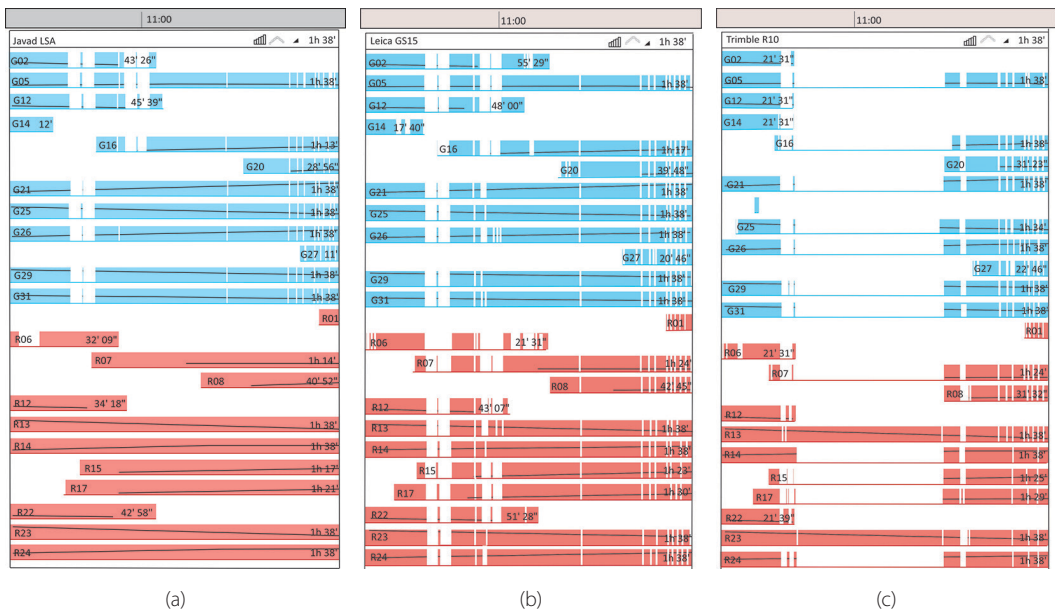 11:00
Javad LSA 1h 38'
G02 43' 26"
G05 1h 38'
G12 45' 39"
G14 12'
G16 1h 13'
G20 28' 56"
G21 1h 38'
G25 1h 38'
G26 1h 38'
G27 11'
G29 1h 38'
G31 1h 38'
R01
R06 32' 09"
R07 1h 14'
R08 40' 52"
R12 34' 18"
R13 1h 38'
R14 1h 38'
R15 1h 17'
R17 1h 21'
R22 42' 58"
R23 1h 38'
R24 1h 38'
(a)
11:00
Leica GS15 1h 38'
G02 55' 29"
G05 1h 38'
G12 48' 00"
G14 17' 40"
G16 1h 17'
G20 39' 48"
G21 1h 38'
G25 1h 38'
G26 1h 38'
G27 20' 46"
G29 1h 38'
G31 1h 38'
R01
R06 21' 31"
R07 1h 24'
R08 42' 45"
R12 43' 07"
R13 1h 38'
R14 1h 38'
R15 1h 23'
R17 1h 30'
R22 51' 28"
R23 1h 38'
R24 1h 38'
(b)
11:00
Trimble R10 1h 38'
G02 21' 31"
G05 1h 38'
G12 21' 31"
G14 21' 31"
G16 1h 38'
G20 31' 23"
G21 1h 38'
G25 1h 34'
G26 1h 38'
G27 22' 46"
G29 1h 38'
G31 1h 38'
R01
R06 21' 31"
R07 1h 24'
R08 31' 32"
R12
R13 1h 38'
R14 1h 38'
R15 1h 25'
R17 1h 29'
R22 21' 39"
R23 1h 38'
R24 1h 38'
(c)